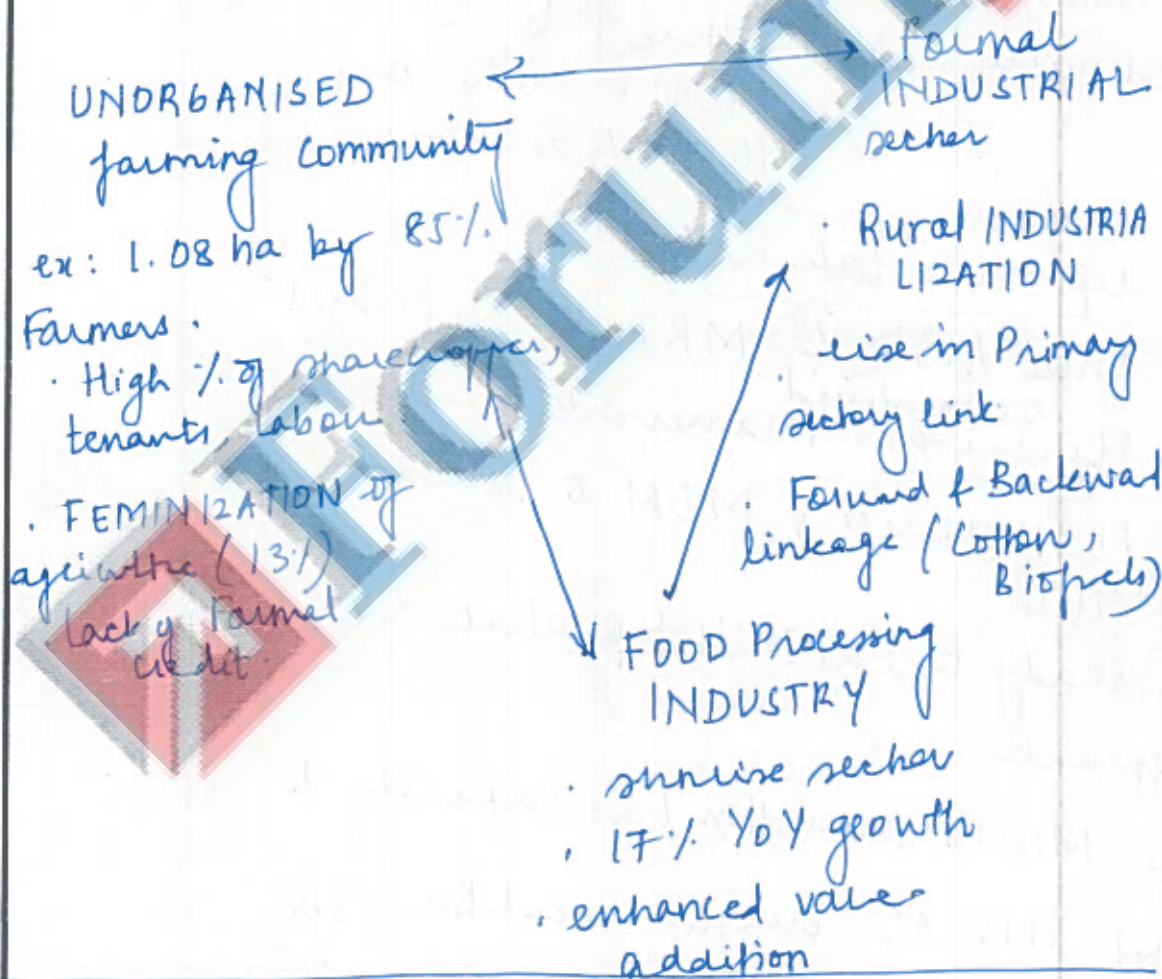 UNORGANISED
farming Community
ex: 1.08 ha by 85%
Farmers.
· High % of sharecropper,
tenants, labour
· FEMINIZATION of
agriculture (13%)
· lack of Formal
credit.
Formal
INDUSTRIAL
sector
· Rural INDUSTRIA
LIZATION
· rise in Primary
sectory link
· Forward & Backward
linkage (Cotton,
Biofuels)
FOOD Processing
INDUSTRY
· sunrise sector
· 17% YoY growth
· enhanced value
addition
Forum